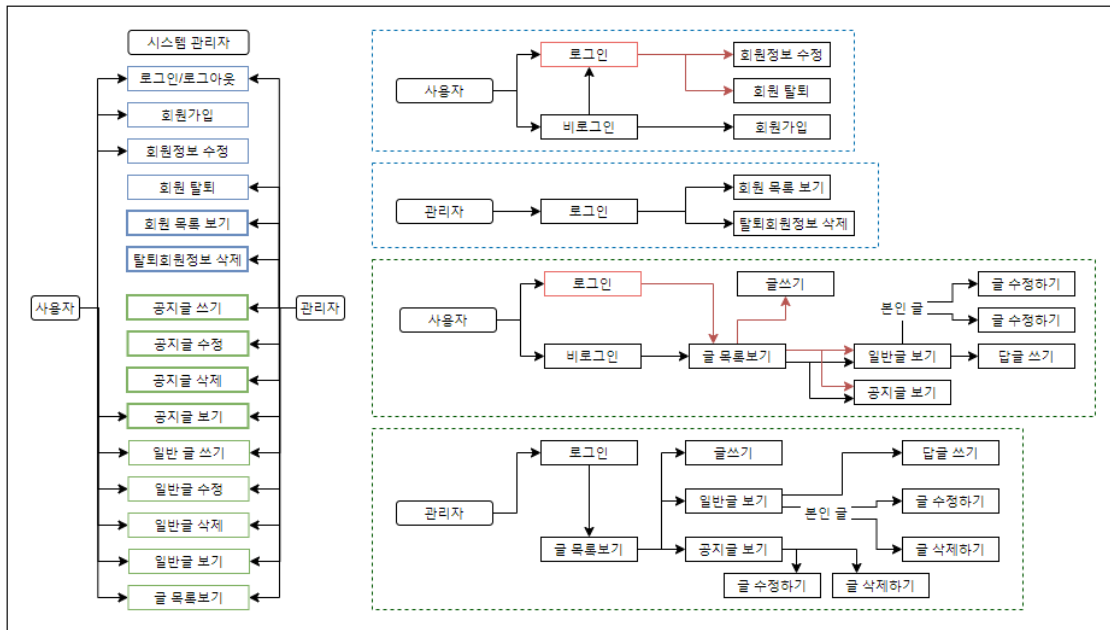 시스템 관리자
로그인/로그아웃
회원가입
회원정보 수정
회원 탈퇴
회원 목록 보기
탈퇴회원정보 삭제
사용자
공지글 쓰기
관리자
공지글 수정
공지글 삭제
공지글 보기
일반 글 쓰기
일반글 수정
일반글 삭제
일반글 보기
글 목록보기
로그인
회원정보 수정
사용자
회원 탈퇴
비로그인
회원가입
회원 목록 보기
관리자
로그인
탈퇴회원정보 삭제
로그인
글쓰기
글 수정하기
본인 글
사용자
글 수정하기
비로그인
글 목록보기
일반글 보기
답글 쓰기
공지글 보기
로그인
글쓰기
답글 쓰기
일반글 보기
글 수정하기
관리자
본인 글
글 목록보기
공지글 보기
글 삭제하기
글 수정하기
글 삭제하기